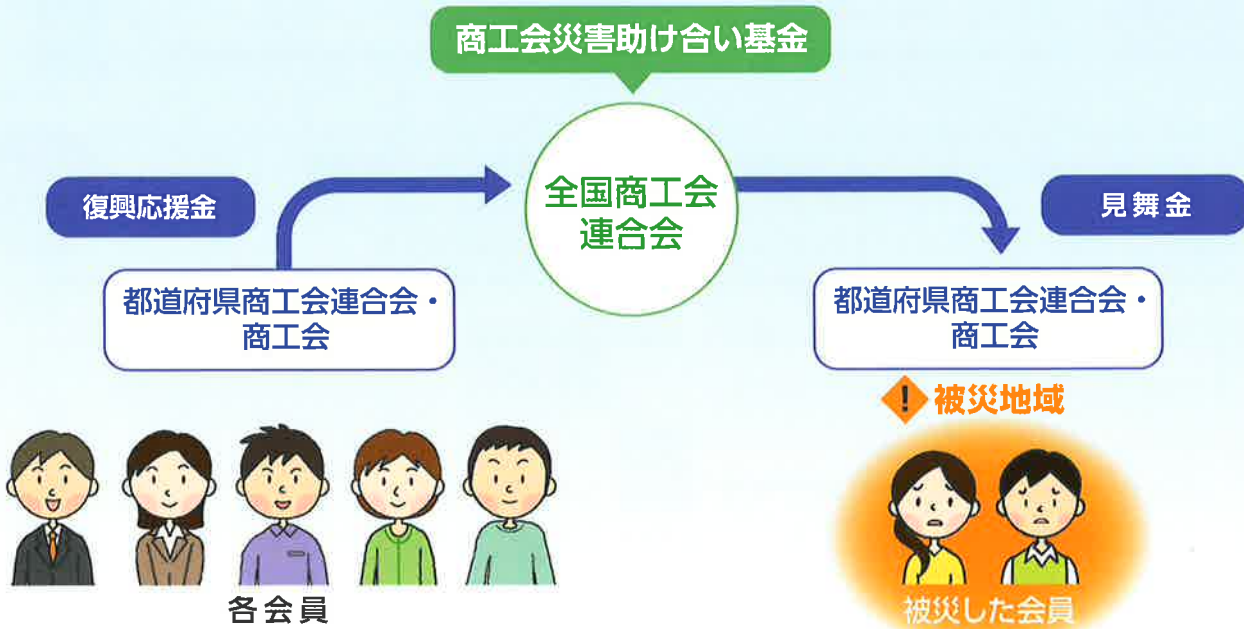 商工会災害助け合い基金
全国商工会
連合会
復興応援金
見舞金
都道府県商工会連合会・
商工会
都道府県商工会連合会・
商工会
! 被災地域
各会員
被災した会員